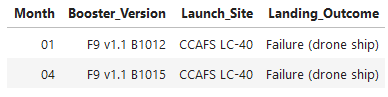 Month Booster_Version Launch_Site Landing_Outcome
01 F9 v1.1 B1012 CCAFS LC-40 Failure (drone ship)
04 F9 v1.1 B1015 CCAFS LC-40 Failure (drone ship)